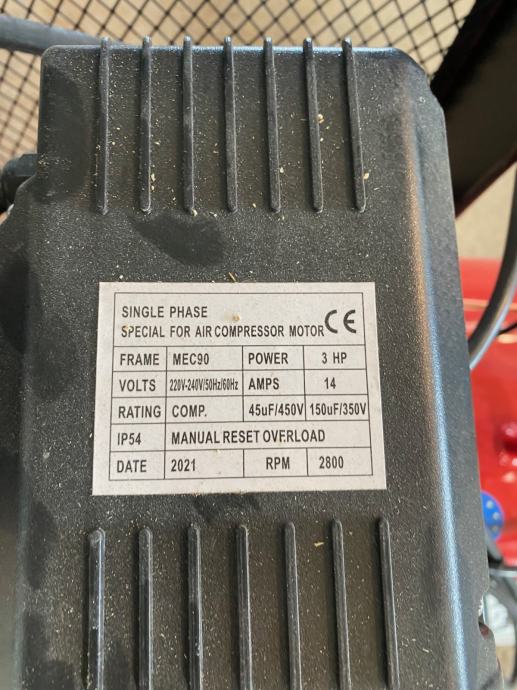 SINGLE PHASE
SPECIAL FOR AIR COMPRESSOR MOTOR CE
FRAME MEC90 POWER 3 HP
VOLTS 220V-240V/50Hz/60Hz AMPS 14
RATING COMP. 45uF/450V 150uF/350V
IP54 MANUAL RESET OVERLOAD
DATE 2021 RPM 2800